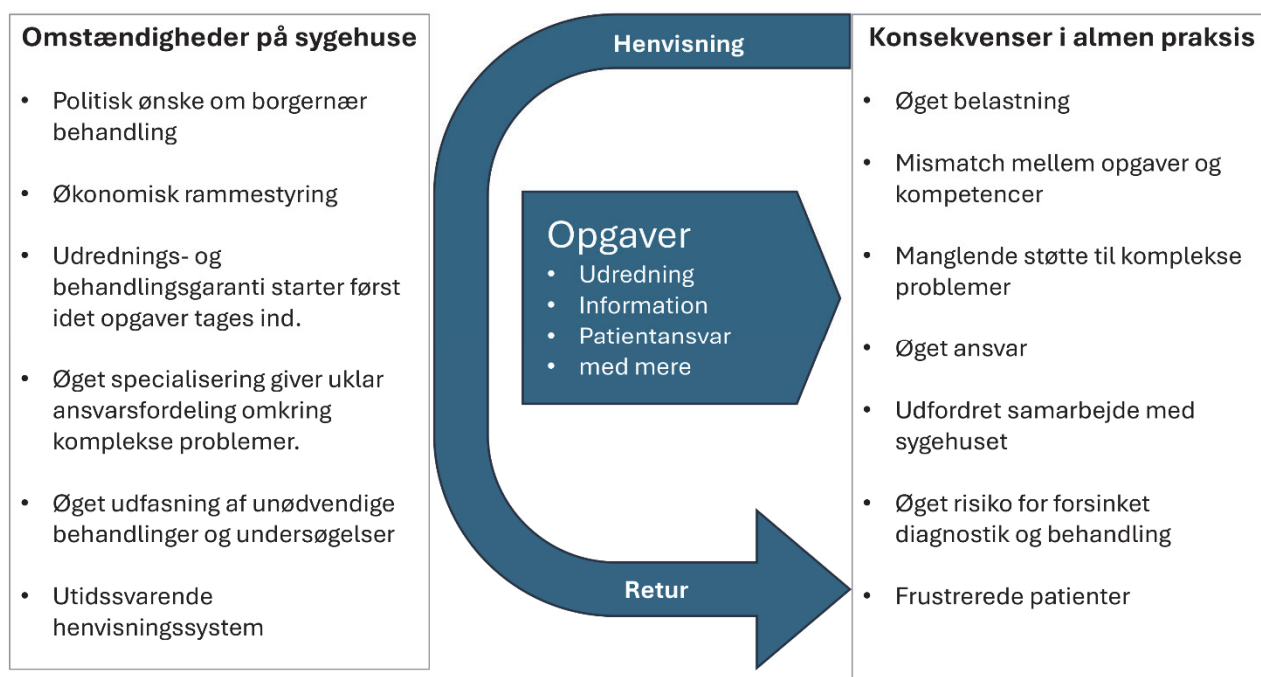 Omstændigheder på sygehuse
• Politisk ønske om borgernær
behandling
• Økonomisk rammestyring
• Udrednings- og
behandlingsgaranti starter først
idet opgaver tages ind.
• Øget specialisering giver uklar
ansvarsfordeling omkring
komplekse problemer.
• Øget udfasning af unødvendige
behandlinger og undersøgelser
• Utidssvarende
henvisningssystem
Henvisning
Opgaver
• Udredning
• Information
• Patientansvar
• med mere
Retur
Konsekvenser i almen praksis
• Øget belastning
• Mismatch mellem opgaver og
kompetencer
• Manglende støtte til komplekse
problemer
• Øget ansvar
• Udfordret samarbejde med
sygehuset
• Øget risiko for forsinket
diagnostik og behandling
• Frustrerede patienter